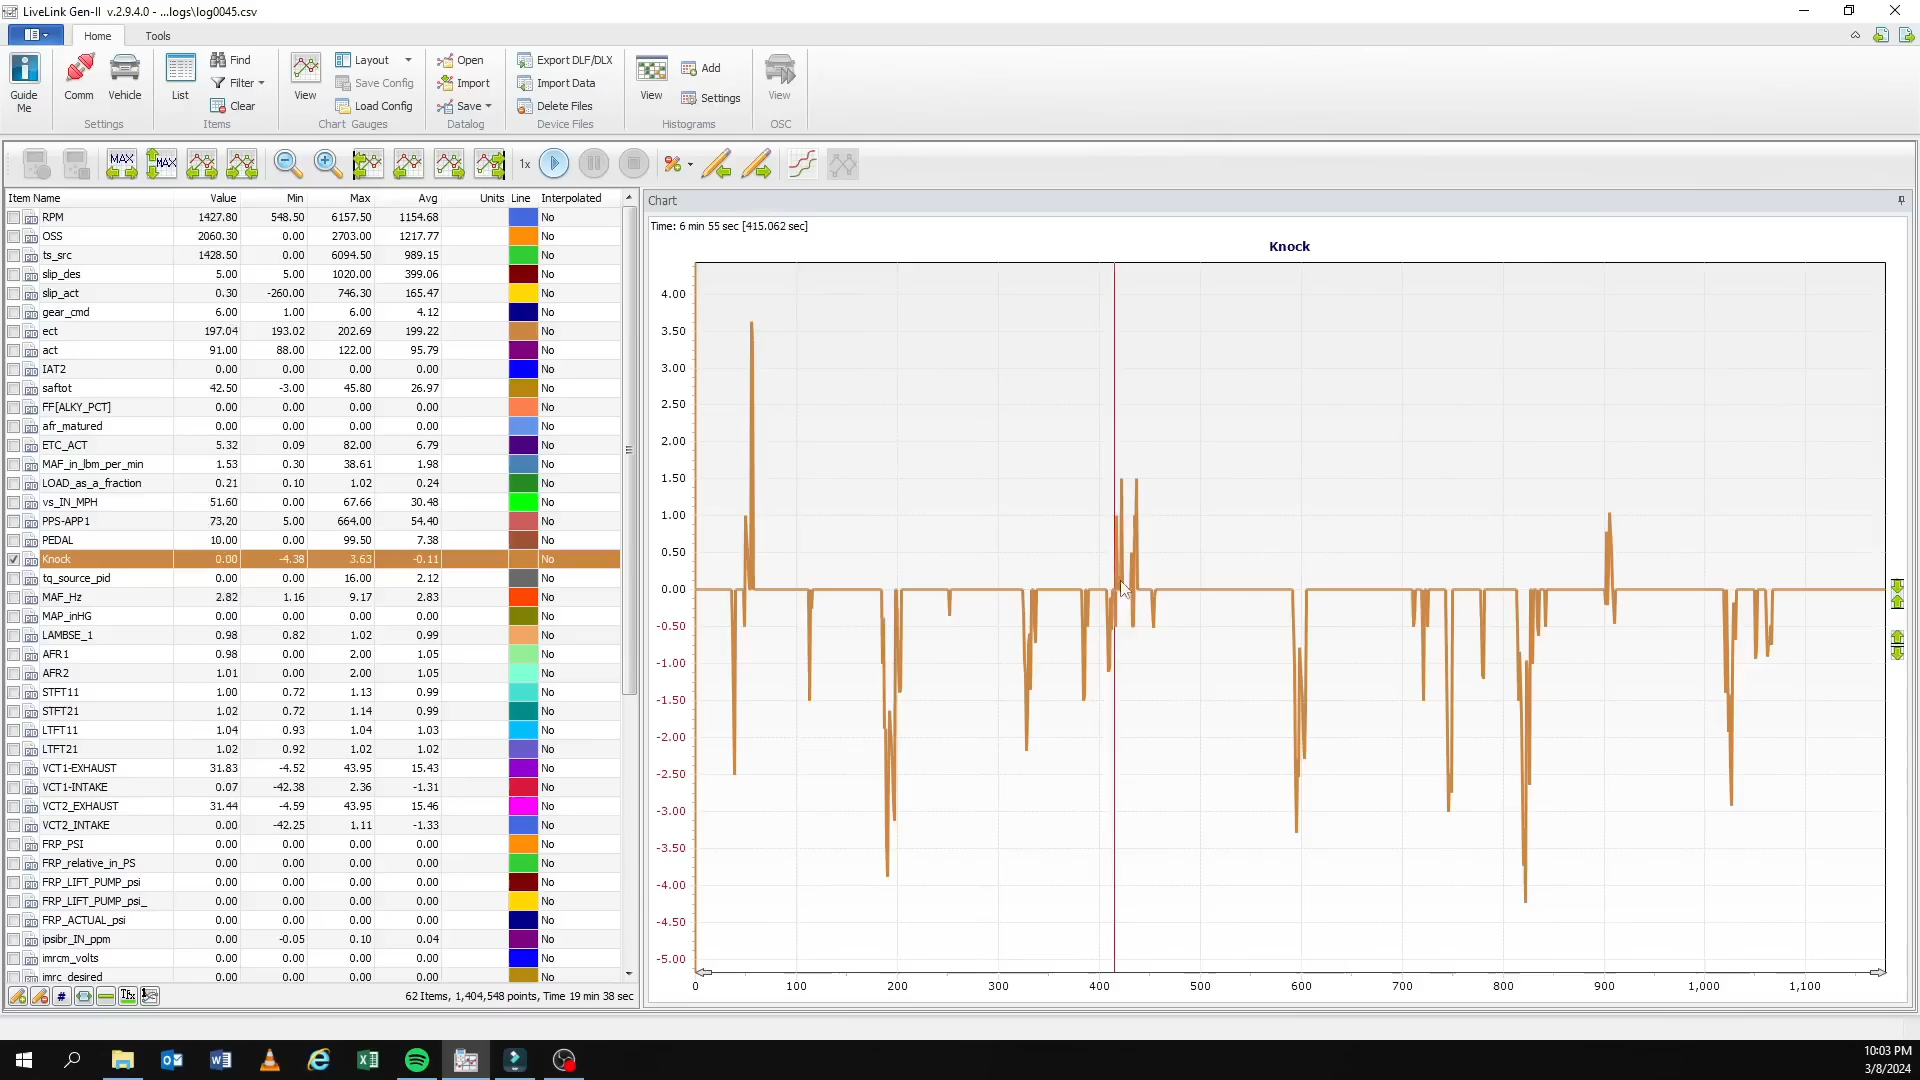 LiveLink Gen-II v.2.9.4.0 - ...logs\log0045.csv
Home Tools
Guide Me
Comm Vehicle
Settings
List
Find
Filter
Clear
Items
View
Layout
Save Config
Load Config
Chart Gauges
Open
Import
Save
Datalog
Export DLF/DLX
Import Data
Delete Files
Device Files
View
Add
Settings
Histograms
View
OSC
MAX MAX 1x
Item Name Value Min Max Avg Units Line Interpolated
RPM 1427.80 548.50 6157.50 1154.68 No
OSS 2060.30 0.00 2703.00 1217.77 No
ts_src 1428.50 0.00 6094.50 989.15 No
slip_des 5.00 5.00 1020.00 399.06 No
slip_act 0.30 -260.00 746.30 165.47 No
gear_cmd 6.00 1.00 6.00 4.12 No
ect 197.04 193.02 202.69 199.22 No
act 91.00 88.00 122.00 95.79 No
IAT2 0.00 0.00 0.00 0.00 No
saftot 42.50 -3.00 45.80 26.97 No
FF[ALKY_PCT] 0.00 0.00 0.00 0.00 No
afr_matured 0.00 0.00 0.00 0.00 No
ETC_ACT 5.32 0.09 82.00 6.79 No
MAF_in_lbm_per_min 1.53 0.30 38.61 1.98 No
LOAD_as_a_fraction 0.21 0.10 1.02 0.24 No
vs_IN_MPH 51.60 0.00 67.66 30.48 No
PPS-APP1 73.20 5.00 664.00 54.40 No
PEDAL 10.00 0.00 99.50 7.38 No
Knock 0.00 -4.38 3.63 -0.11 No
tq_source_pid 0.00 0.00 16.00 2.12 No
MAF_Hz 2.82 1.16 9.17 2.83 No
MAP_inHG 0.00 0.00 0.00 0.00 No
LAMBSE_1 0.98 0.82 1.02 0.99 No
AFR1 0.98 0.00 2.00 1.05 No
AFR2 1.01 0.00 2.00 1.05 No
STFT11 1.00 0.72 1.13 0.99 No
STFT21 1.02 0.72 1.14 0.99 No
LTFT11 1.04 0.93 1.04 1.03 No
LTFT21 1.02 0.92 1.02 1.02 No
VCT1-EXHAUST 31.83 -4.52 43.95 15.43 No
VCT1-INTAKE 0.07 -42.38 2.36 -1.31 No
VCT2_EXHAUST 31.44 -4.59 43.95 15.46 No
VCT2_INTAKE 0.00 -42.25 1.11 -1.33 No
FRP_PSI 0.00 0.00 0.00 0.00 No
FRP_relative_in_PS 0.00 0.00 0.00 0.00 No
FRP_LIFT_PUMP_psi 0.00 0.00 0.00 0.00 No
FRP_LIFT_PUMP_psi_ 0.00 0.00 0.00 0.00 No
FRP_ACTUAL_psi 0.00 0.00 0.00 0.00 No
ipsibr_IN_ppm 0.00 -0.05 0.10 0.04 No
imrcm_volts 0.00 0.00 0.00 0.00 No
imrc_desired 0.00 0.00 0.00 0.00 No
62 Items, 1,404,548 points, Time 19 min 38 sec
Chart
Time: 6 min 55 sec [415.062 sec]
Knock
4.00
3.50
3.00
2.50
2.00
1.50
1.00
0.50
0.00
-0.50
-1.00
-1.50
-2.00
-2.50
-3.00
-3.50
-4.00
-4.50
-5.00
0 100 200 300 400 500 600 700 800 900 1,000 1,100
10:03 PM
3/8/2024